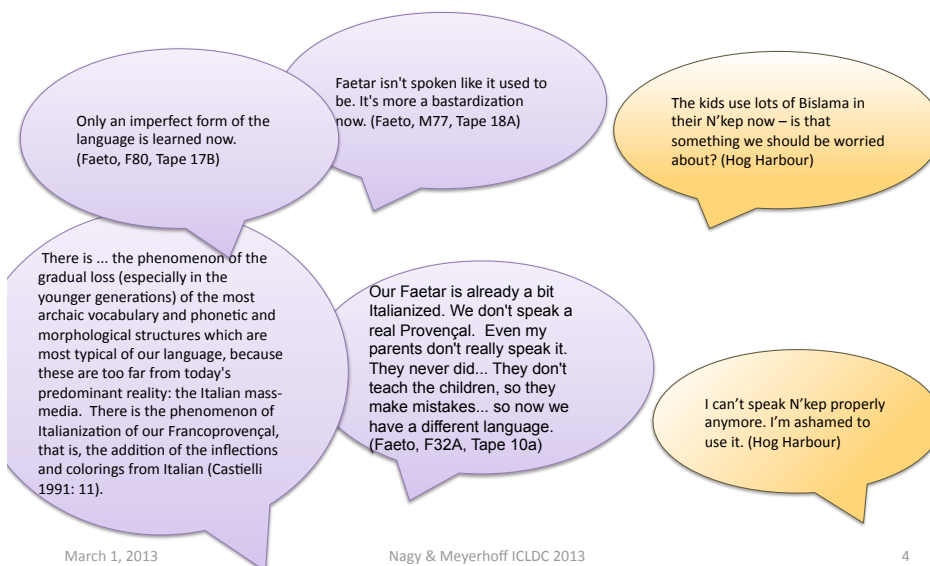 Only an imperfect form of the
language is learned now.
(Faeto, F80, Tape 17B)
Faetar isn't spoken like it used to
be. It's more a bastardization
now. (Faeto, M77, Tape 18A)
The kids use lots of Bislama in
their N’kep now – is that
something we should be worried
about? (Hog Harbour)
There is ... the phenomenon of the
gradual loss (especially in the
younger generations) of the most
archaic vocabulary and phonetic and
morphological structures which are
most typical of our language, because
these are too far from today's
predominant reality: the Italian mass-
media. There is the phenomenon of
Italianization of our Francoprovençal,
that is, the addition of the inflections
and colorings from Italian (Castielli
1991: 11).
Our Faetar is already a bit
Italianized. We don't speak a
real Provençal. Even my
parents don't really speak it.
They never did... They don't
teach the children, so they
make mistakes... so now we
have a different language.
(Faeto, F32A, Tape 10a)
I can’t speak N’kep properly
anymore. I’m ashamed to
use it. (Hog Harbour)
March 1, 2013
Nagy & Meyerhoff ICLDC 2013
4